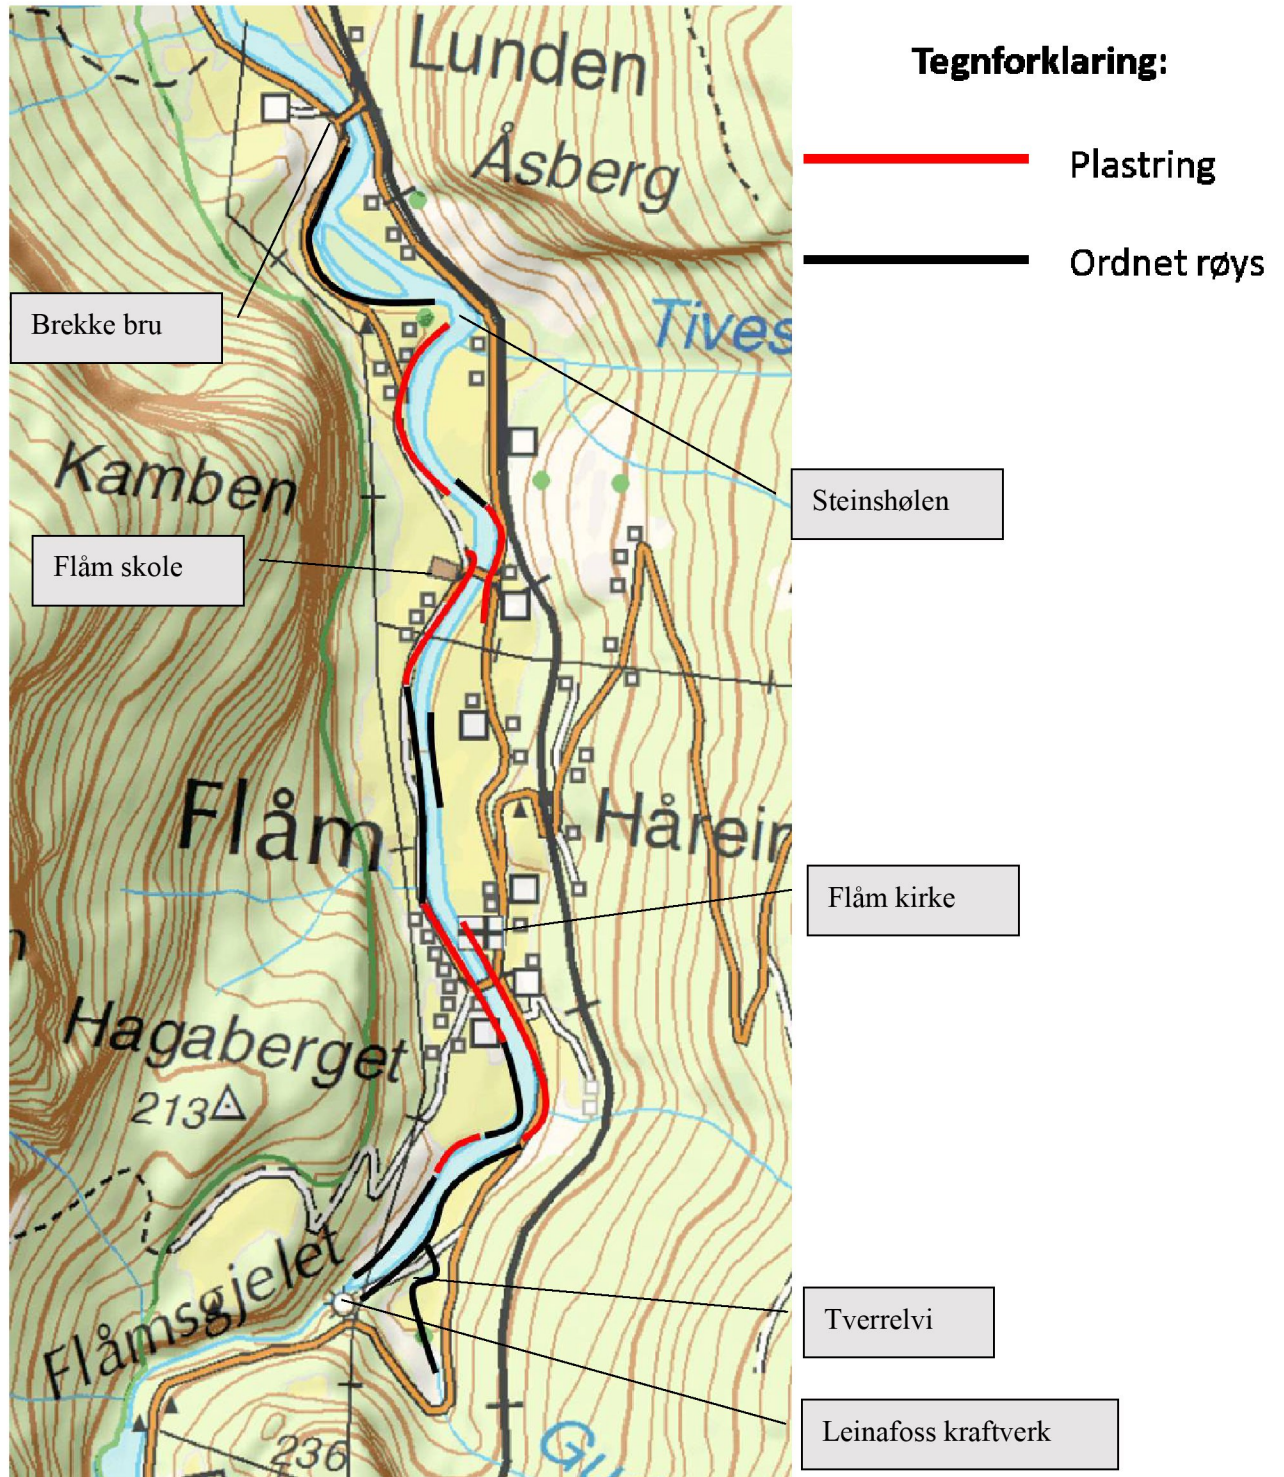 Tegnforklaring:
Plastring
Ordnet røys
Lunden
Åsberg
Brekke bru
Tives
Kamben
Steinshølen
Flåm skole
Flåm
Hårein
Flåm kirke
Hagaberget
213
Flåmsgjelet
Tverrelvi
Leinafoss kraftverk
236
Gu